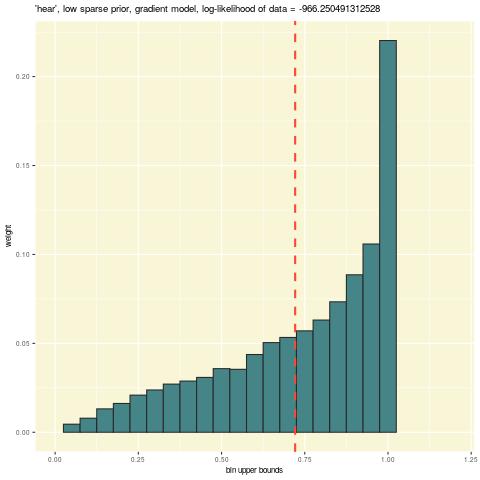 'hear', low sparse prior, gradient model, log-likelihood of data = -966.250491312528
0.20
0.15
0.10
0.05
0.00
weight
0.00 0.25 0.50 0.75 1.00 1.25
bin upper bounds